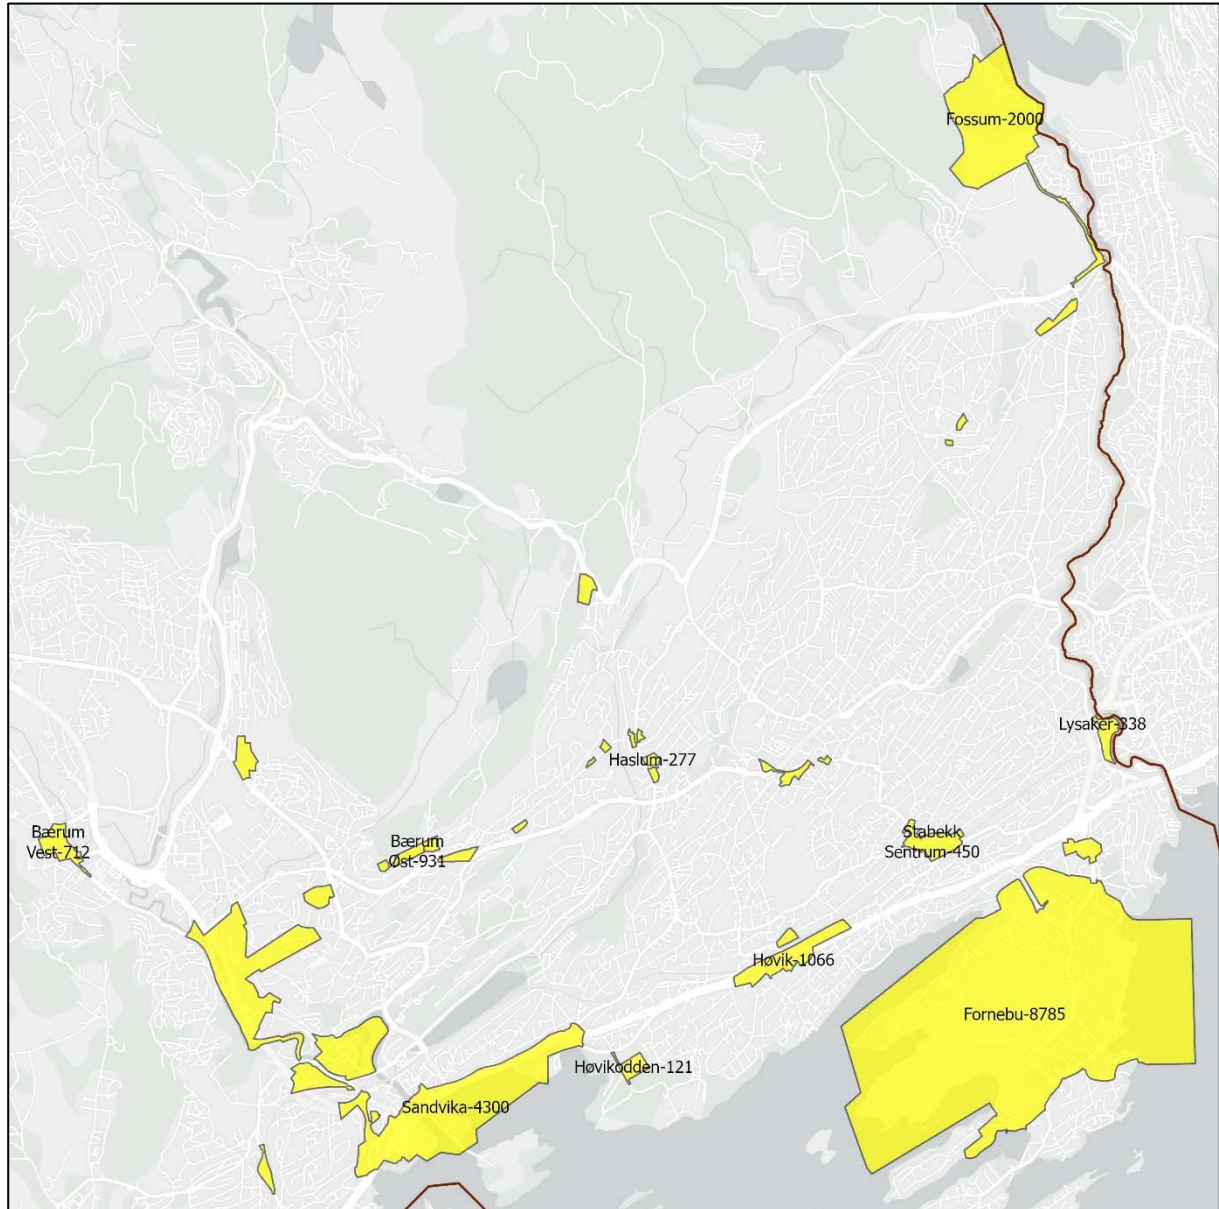 Fossum-2000
Lysaker-338
Haslum-277
Bærum
Vest-712
Bærum
Øst-931
Stabekk
Sentrum-450
Høvik-1066
Fornebu-8785
Høvikodden-121
Sandvika-4300